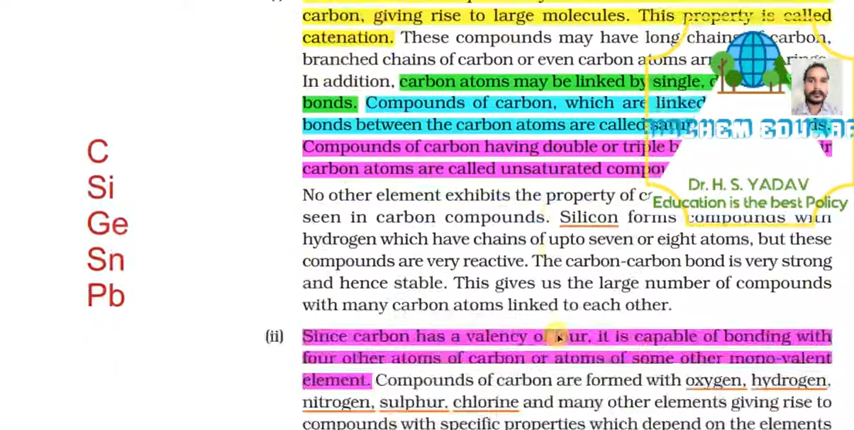 carbon, giving rise to large molecules. This property is called
catenation. These compounds may have long chains of carbon,
branched chains of carbon or even carbon atoms
In addition, carbon atoms may be linked by single,
bonds. Compounds of carbon, which are linked
bonds between the carbon atoms are called
Compounds of carbon having double or triple
carbon atoms are called unsaturated
Dr. H. S. YADAV
Education is the best Policy
C
Si
Ge
Sn
Pb
No other element exhibits the property of
seen in carbon compounds. Silicon forms compounds with
hydrogen which have chains of upto seven or eight atoms, but these
compounds are very reactive. The carbon-carbon bond is very strong
and hence stable. This gives us the large number of compounds
with many carbon atoms linked to each other.
(ii) Since carbon has a valency of four, it is capable of bonding with
four other atoms of carbon or atoms of some other mono-valent
element. Compounds of carbon are formed with oxygen, hydrogen,
nitrogen, sulphur, chlorine and many other elements giving rise to
compounds with specific properties which depend on the elements